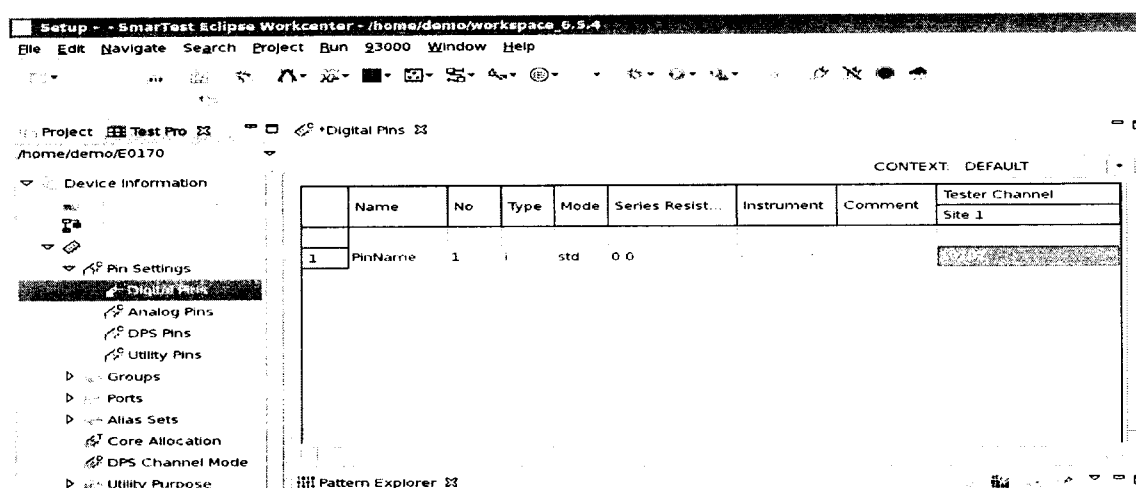 Setup - - SmarTest Eclipse Workcenter - /home/demo/workspace_6.5.4
File Edit Navigate Search Project Run 93000 Window Help
Project Test Pro
*Digital Pins
/home/demo/E0170
CONTEXT: DEFAULT
Device Information
Name No Type Mode Series Resist... Instrument Comment Tester Channel
Site 1
1 PinName 1 i std 0.0
Pin Settings
Digital Pins
Analog Pins
DPS Pins
Utility Pins
Groups
Ports
Alias Sets
Core Allocation
DPS Channel Mode
Utility Purpose
Pattern Explorer